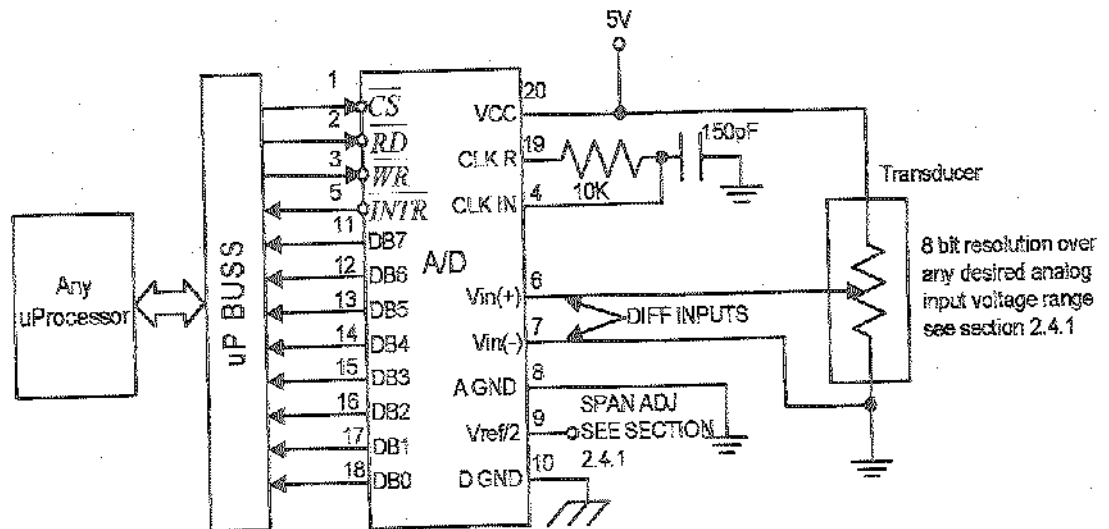 5V
1
CS
2
RD
3
WR
5
INTR
11
DB7
12
DB6
13
DB5
14
DB4
15
DB3
16
DB2
17
DB1
18
DB0
A/D
20
VCC
19
CLK R
10K
150pF
4
CLK IN
6
Vin(+)
DIFF INPUTS
7
Vin(-)
8
A GND
9
Vref/2
SPAN ADJ
SEE SECTION
2.4.1
10
D GND
Any
uProcessor
uP BUSS
Transducer
8 bit resolution over
any desired analog
input voltage range
see section 2.4.1